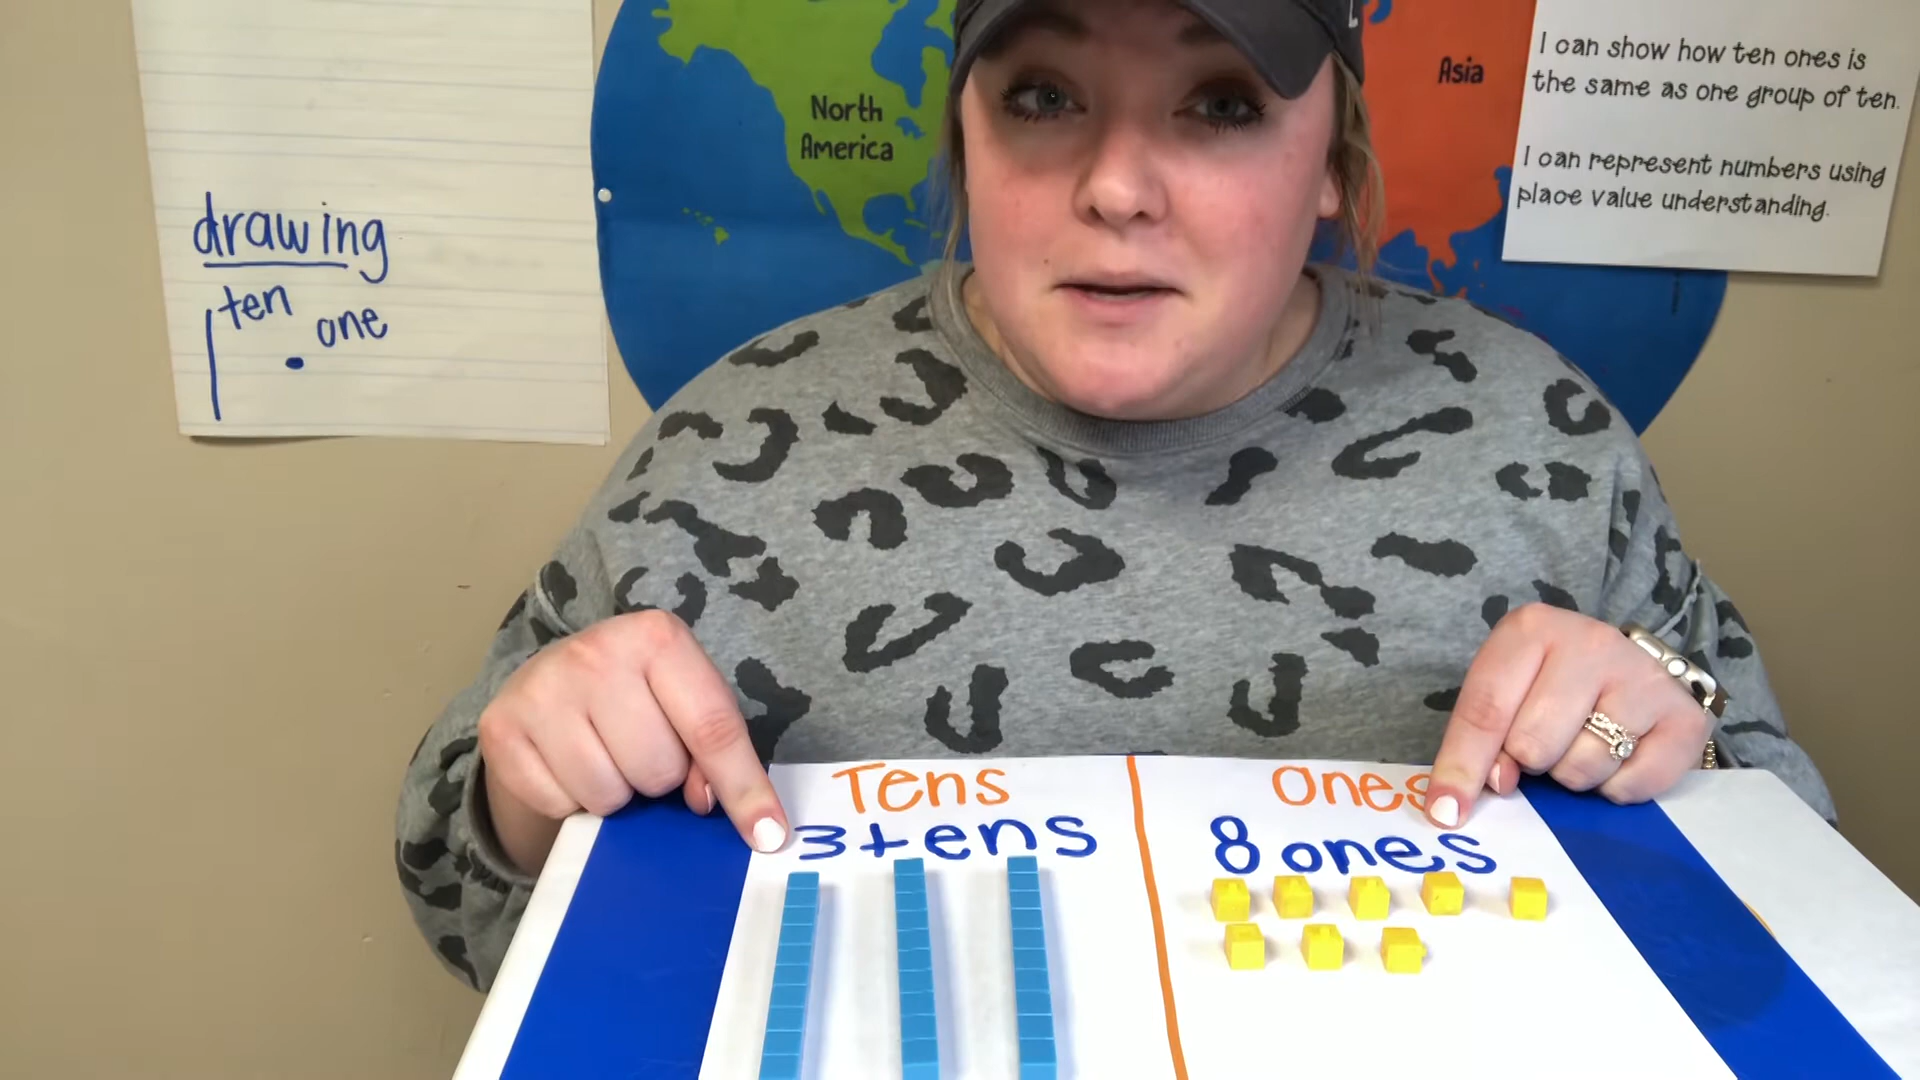 drawing
ten
one
North
America
Asia
I can show how ten ones is
the same as one group of ten.
I can represent numbers using
place value understanding.
Tens
Ones
3 tens
8 ones